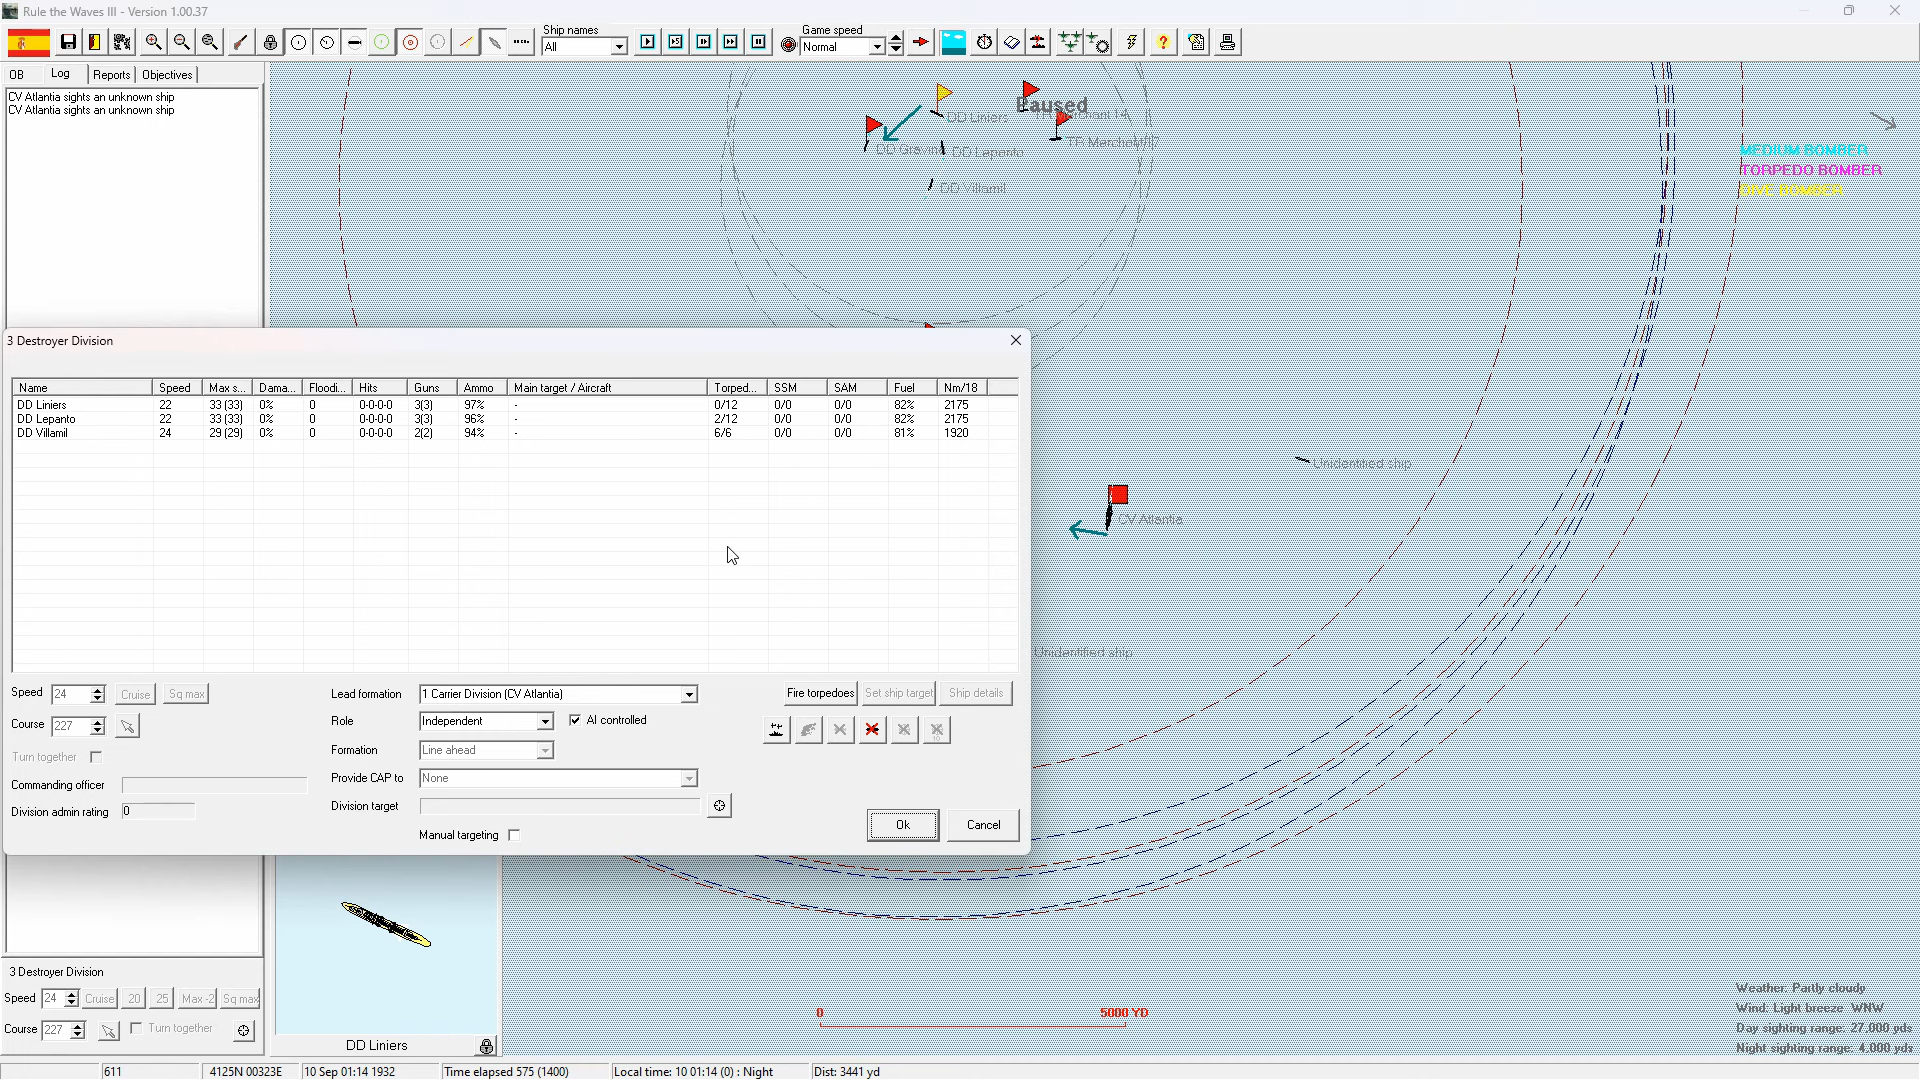 Rule the Waves III - Version 1.00.37
Ship names
All
Game speed
Normal
OB Log Reports Objectives
CV Atlantia sights an unknown ship
CV Atlantia sights an unknown ship
Paused
DD Liniers
DD Lepanto
DD Villamil
MEDIUM BOMBER
TORPEDO BOMBER
DIVE BOMBER
3 Destroyer Division
Name Speed Max s... Dama... Floodi... Hits Guns Ammo Main target / Aircraft Torped... SSM SAM Fuel Nm/18
DD Liniers 22 33 (33) 0% 0 0-0-0-0 3(3) 97% - 0/12 0/0 0/0 82% 2175
DD Lepanto 22 33 (33) 0% 0 0-0-0-0 3(3) 96% - 2/12 0/0 0/0 82% 2175
DD Villamil 24 29 (29) 0% 0 0-0-0-0 2(2) 94% - 6/6 0/0 0/0 81% 1920
Unidentified ship
CV Atlantia
Unidentified ship
Speed 24 Cruise Sq max
Lead formation 1 Carrier Division (CV Atlantia)
Fire torpedoes Set ship target Ship details
Course 227
Role Independent AI controlled
Turn together
Formation Line ahead
Commanding officer
Provide CAP to None
Division admin rating 0
Division target
Manual targeting
Ok Cancel
3 Destroyer Division
Speed 24 Cruise 20 25 Max -2 Sq max
Course 227 Turn together
DD Liniers
0 5000 YD
Weather: Partly cloudy
Wind: Light breeze WNW
Day sighting range: 27,000 yds
Night sighting range: 4,000 yds
611 4125N 00323E 10 Sep 01:14 1932 Time elapsed 575 (1400) Local time: 10 01:14 (0) : Night Dist: 3441 yd